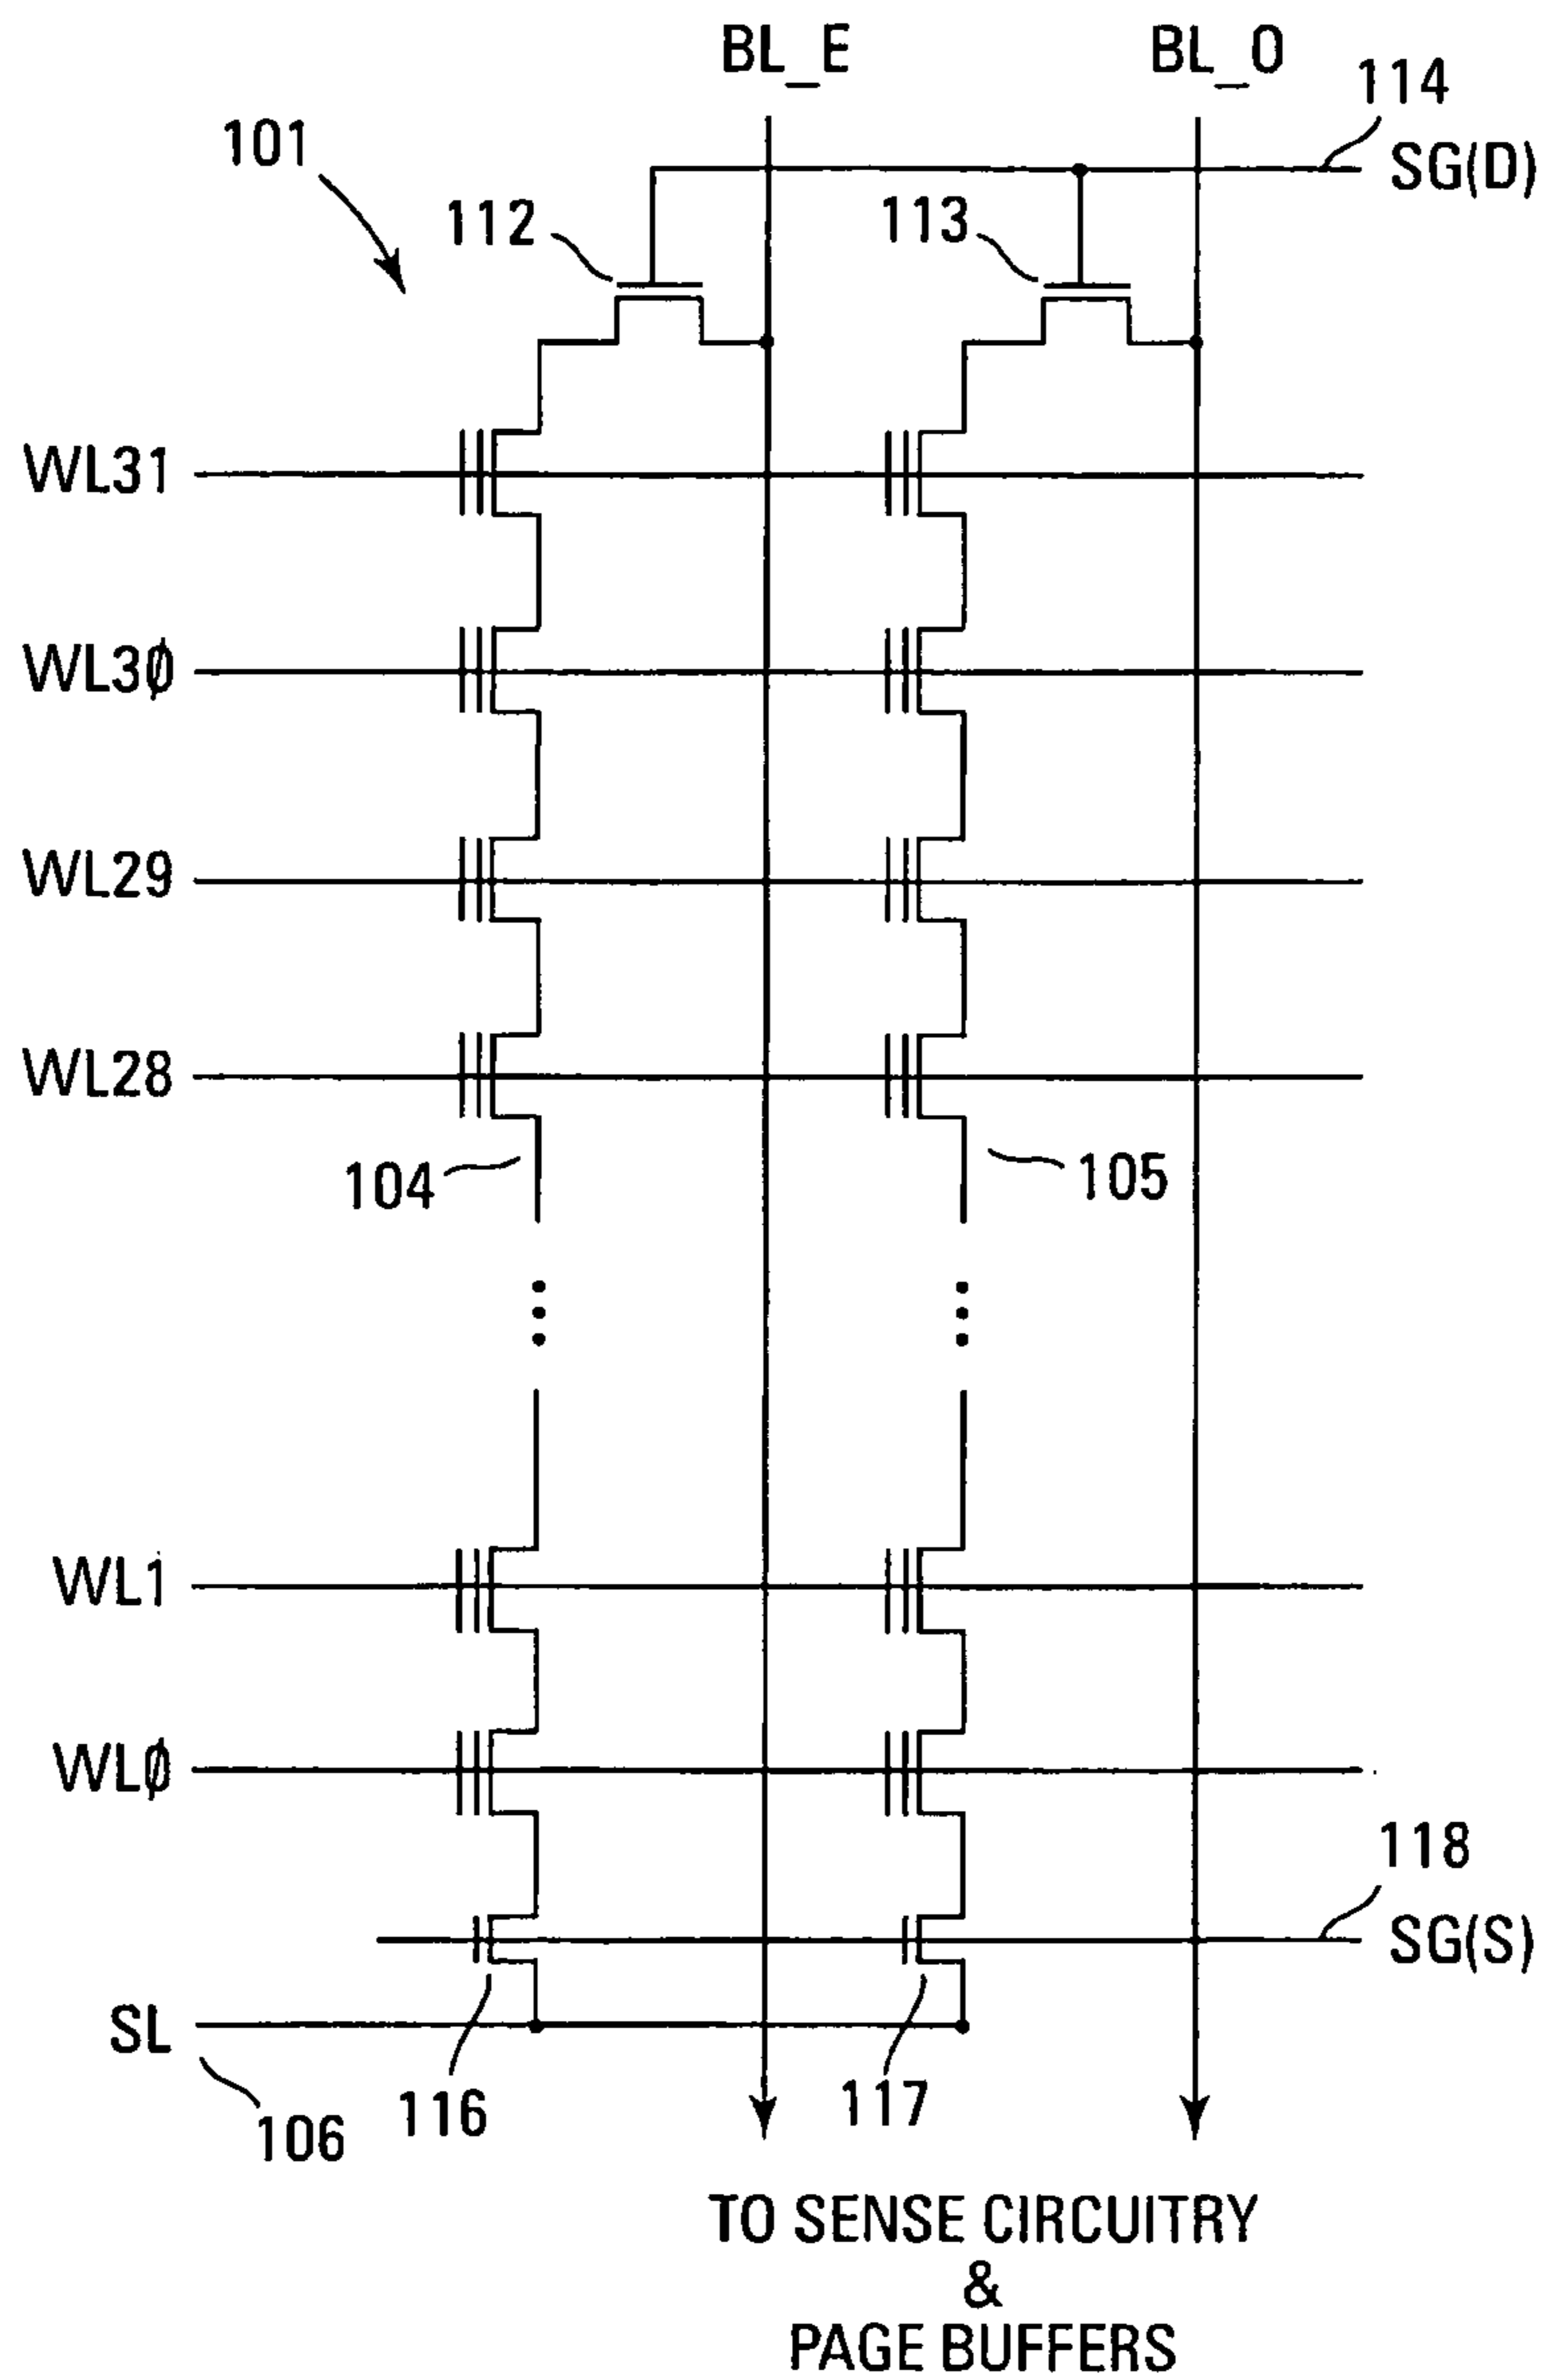 BL_E BL_O
114
101
SG(D)
112 113
WL31
WL3Ø
WL29
WL28
104 105
WL1
WLØ
118
SG(S)
SL
116 117
106
TO SENSE CIRCUITRY
&
PAGE BUFFERS